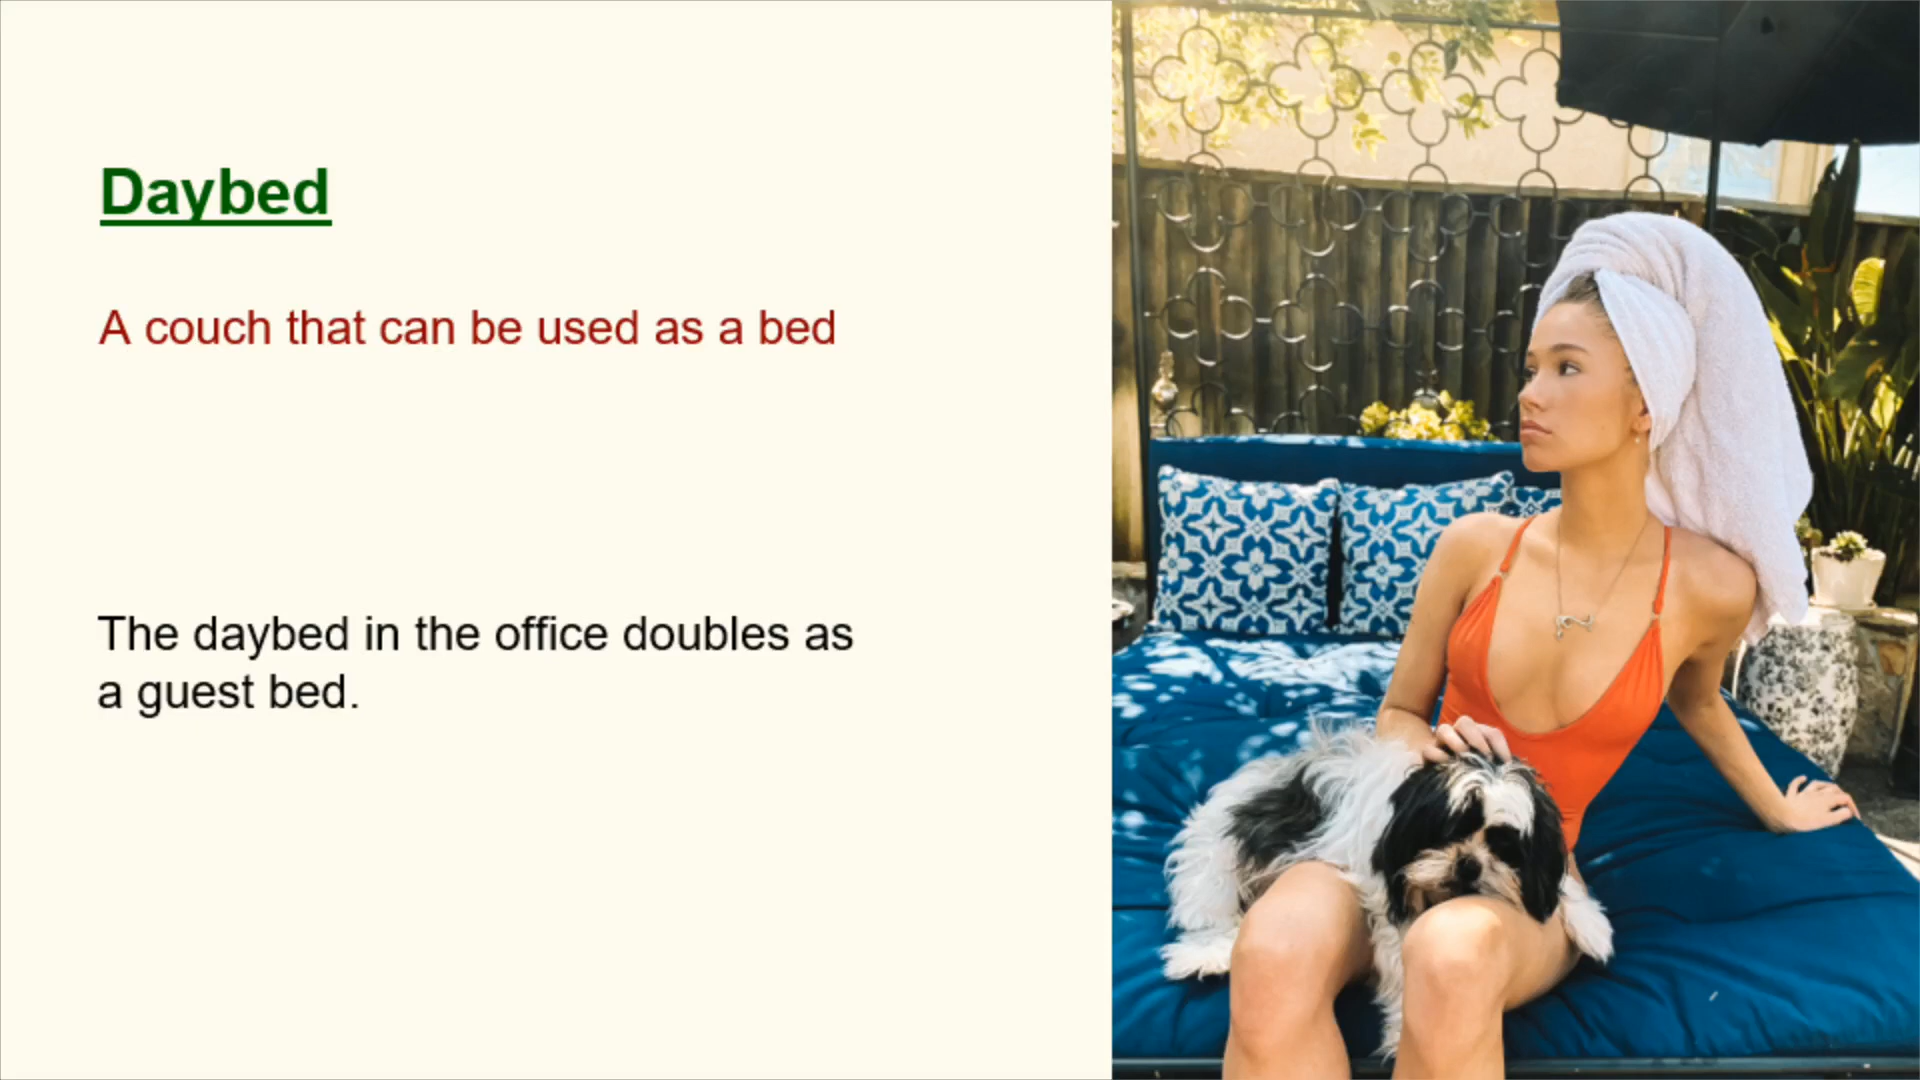 Daybed
A couch that can be used as a bed
The daybed in the office doubles as
a guest bed.